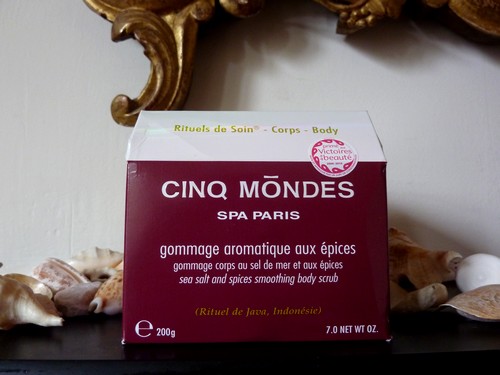 Rituels de Soin® - Corps - Body
Victoires
beauté
CINQ MŌNDES
SPA PARIS
gommage aromatique aux épices
gommage corps au sel de mer et aux épices
sea salt and spices smoothing body scrub
(Rituel de Java, Indonésie)
℮ 200g
7.0 NET WT OZ.